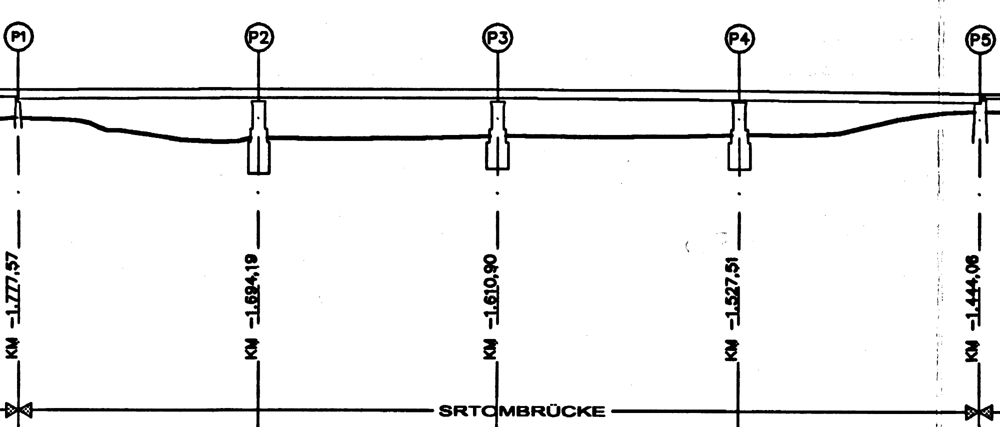 P1
P2
P3
P4
P5
KM -1.777,57
KM -1.694,19
KM -1.610,90
KM -1.527,51
KM -1.444,06
SRTOMBRÜCKE